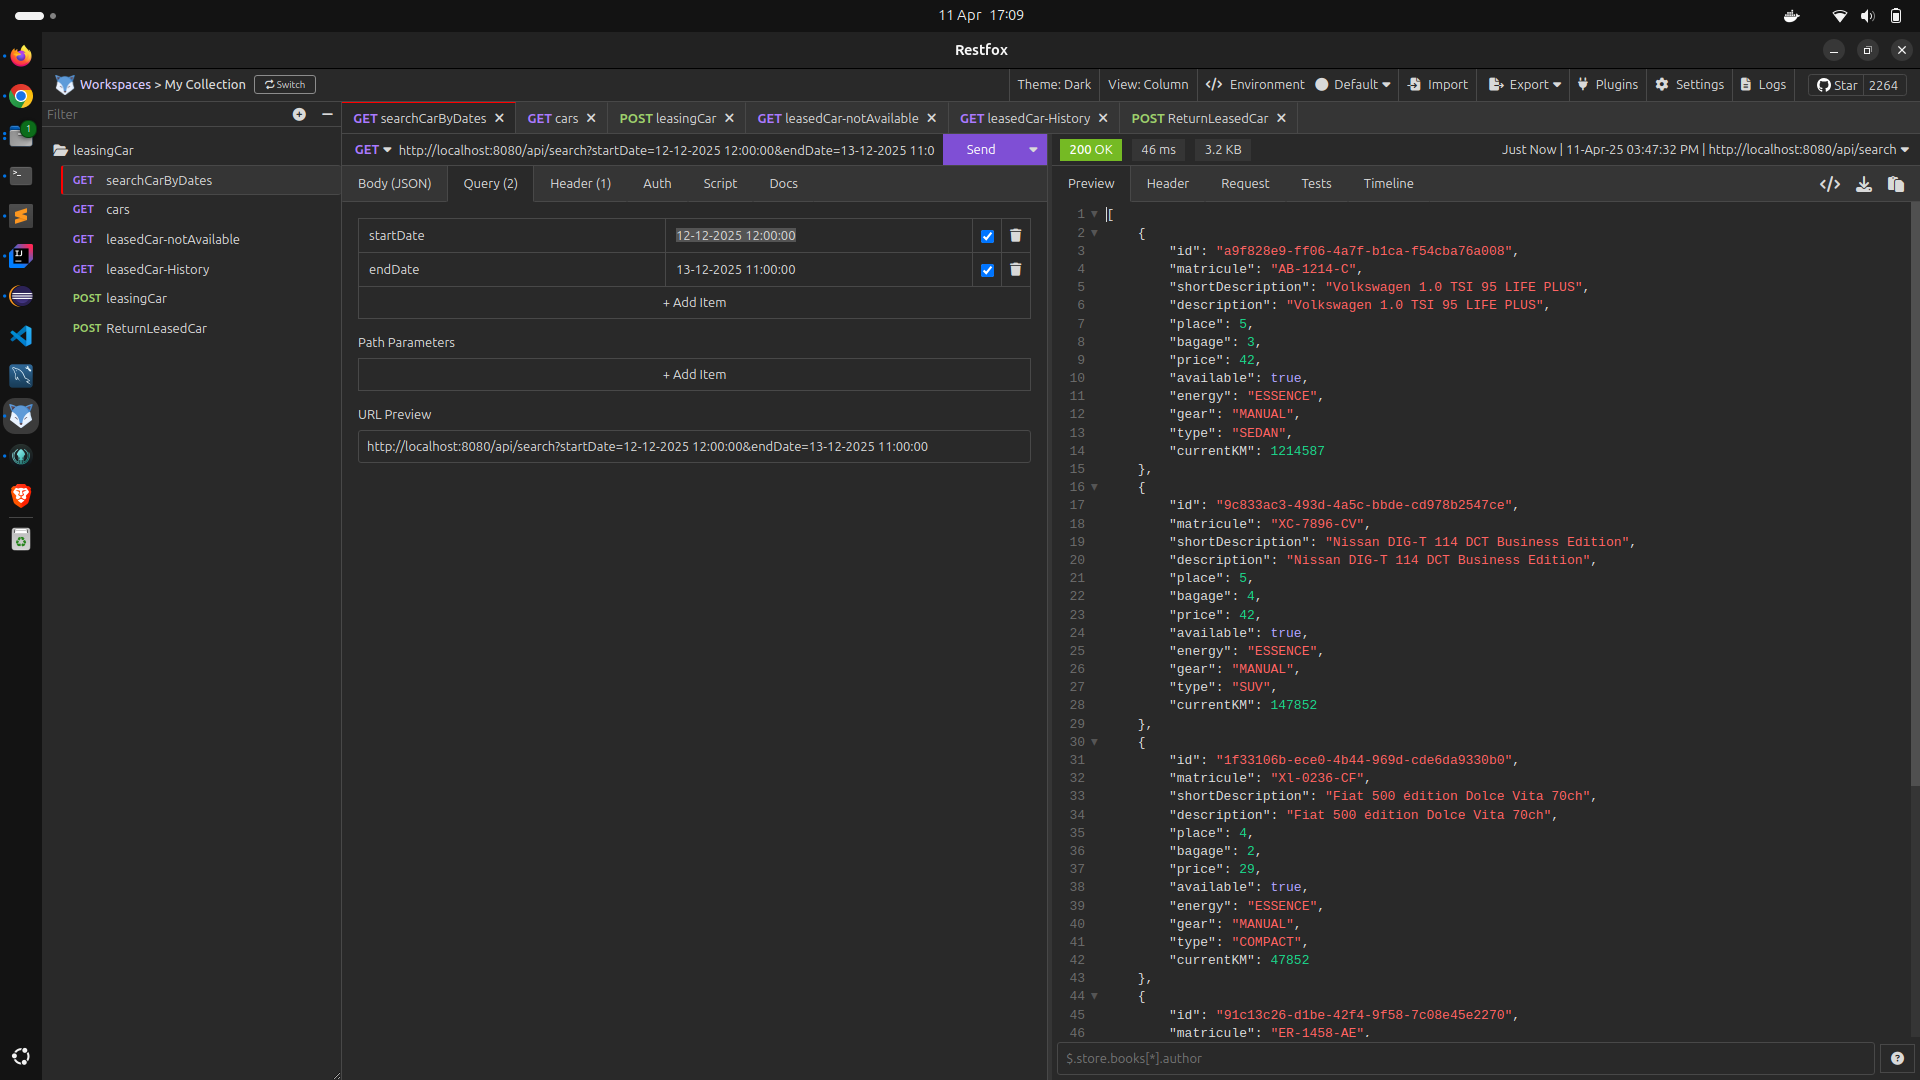 11 Apr 17:09
Restfox
Workspaces > My Collection Switch Theme: Dark View: Column Environment Default Import Export Plugins Settings Logs Star 2264
Filter
leasingCar
GET searchCarByDates
GET cars
GET leasedCar-notAvailable
GET leasedCar-History
POST leasingCar
POST ReturnLeasedCar
GET searchCarByDates GET cars POST leasingCar GET leasedCar-notAvailable GET leasedCar-History POST ReturnLeasedCar
GET http://localhost:8080/api/search?startDate=12-12-2025 12:00:00&endDate=13-12-2025 11:0 Send
Body (JSON) Query (2) Header (1) Auth Script Docs
startDate 12-12-2025 12:00:00
endDate 13-12-2025 11:00:00
+ Add Item
Path Parameters
+ Add Item
URL Preview
http://localhost:8080/api/search?startDate=12-12-2025 12:00:00&endDate=13-12-2025 11:00:00
200 OK 46 ms 3.2 KB Just Now | 11-Apr-25 03:47:32 PM | http://localhost:8080/api/search
Preview Header Request Tests Timeline
1 [
2 {
3 "id": "a9f828e9-ff06-4a7f-b1ca-f54cba76a008",
4 "matricule": "AB-1214-C",
5 "shortDescription": "Volkswagen 1.0 TSI 95 LIFE PLUS",
6 "description": "Volkswagen 1.0 TSI 95 LIFE PLUS",
7 "place": 5,
8 "bagage": 3,
9 "price": 42,
10 "available": true,
11 "energy": "ESSENCE",
12 "gear": "MANUAL",
13 "type": "SEDAN",
14 "currentKM": 1214587
15 },
16 {
17 "id": "9c833ac3-493d-4a5c-bbde-cd978b2547ce",
18 "matricule": "XC-7896-CV",
19 "shortDescription": "Nissan DIG-T 114 DCT Business Edition",
20 "description": "Nissan DIG-T 114 DCT Business Edition",
21 "place": 5,
22 "bagage": 4,
23 "price": 42,
24 "available": true,
25 "energy": "ESSENCE",
26 "gear": "MANUAL",
27 "type": "SUV",
28 "currentKM": 147852
29 },
30 {
31 "id": "1f33106b-ece0-4b44-969d-cde6da9330b0",
32 "matricule": "Xl-0236-CF",
33 "shortDescription": "Fiat 500 édition Dolce Vita 70ch",
34 "description": "Fiat 500 édition Dolce Vita 70ch",
35 "place": 4,
36 "bagage": 2,
37 "price": 29,
38 "available": true,
39 "energy": "ESSENCE",
40 "gear": "MANUAL",
41 "type": "COMPACT",
42 "currentKM": 47852
43 },
44 {
45 "id": "91c13c26-d1be-42f4-9f58-7c08e45e2270",
46 "matricule": "ER-1458-AE",
$.store.books[*].author